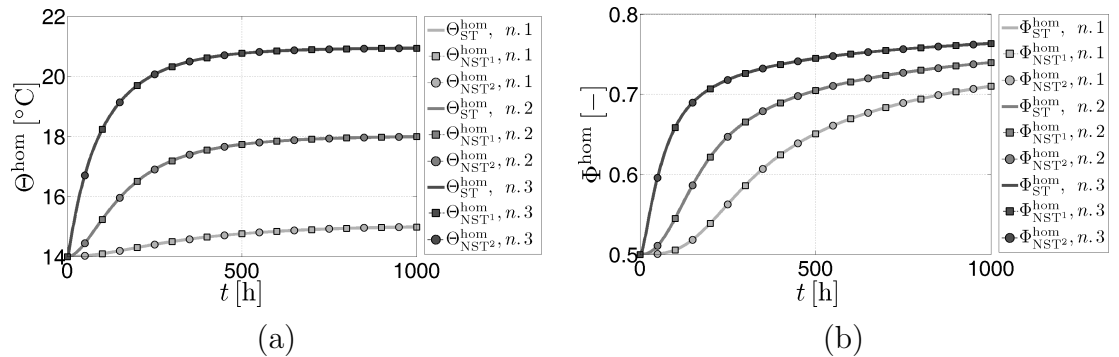 22
20
18
16
14
0
500
1000
Θ^hom [°C]
t [h]
Θ^hom_ST, n.1
Θ^hom_NST¹, n.1
Θ^hom_NST², n.1
Θ^hom_ST, n.2
Θ^hom_NST¹, n.2
Θ^hom_NST², n.2
Θ^hom_ST, n.3
Θ^hom_NST¹, n.3
Θ^hom_NST², n.3
(a)
0.8
0.7
0.6
0.5
0
500
1000
Φ^hom [−]
t [h]
Φ^hom_ST, n.1
Φ^hom_NST¹, n.1
Φ^hom_NST², n.1
Φ^hom_ST, n.2
Φ^hom_NST¹, n.2
Φ^hom_NST², n.2
Φ^hom_ST, n.3
Φ^hom_NST¹, n.3
Φ^hom_NST², n.3
(b)